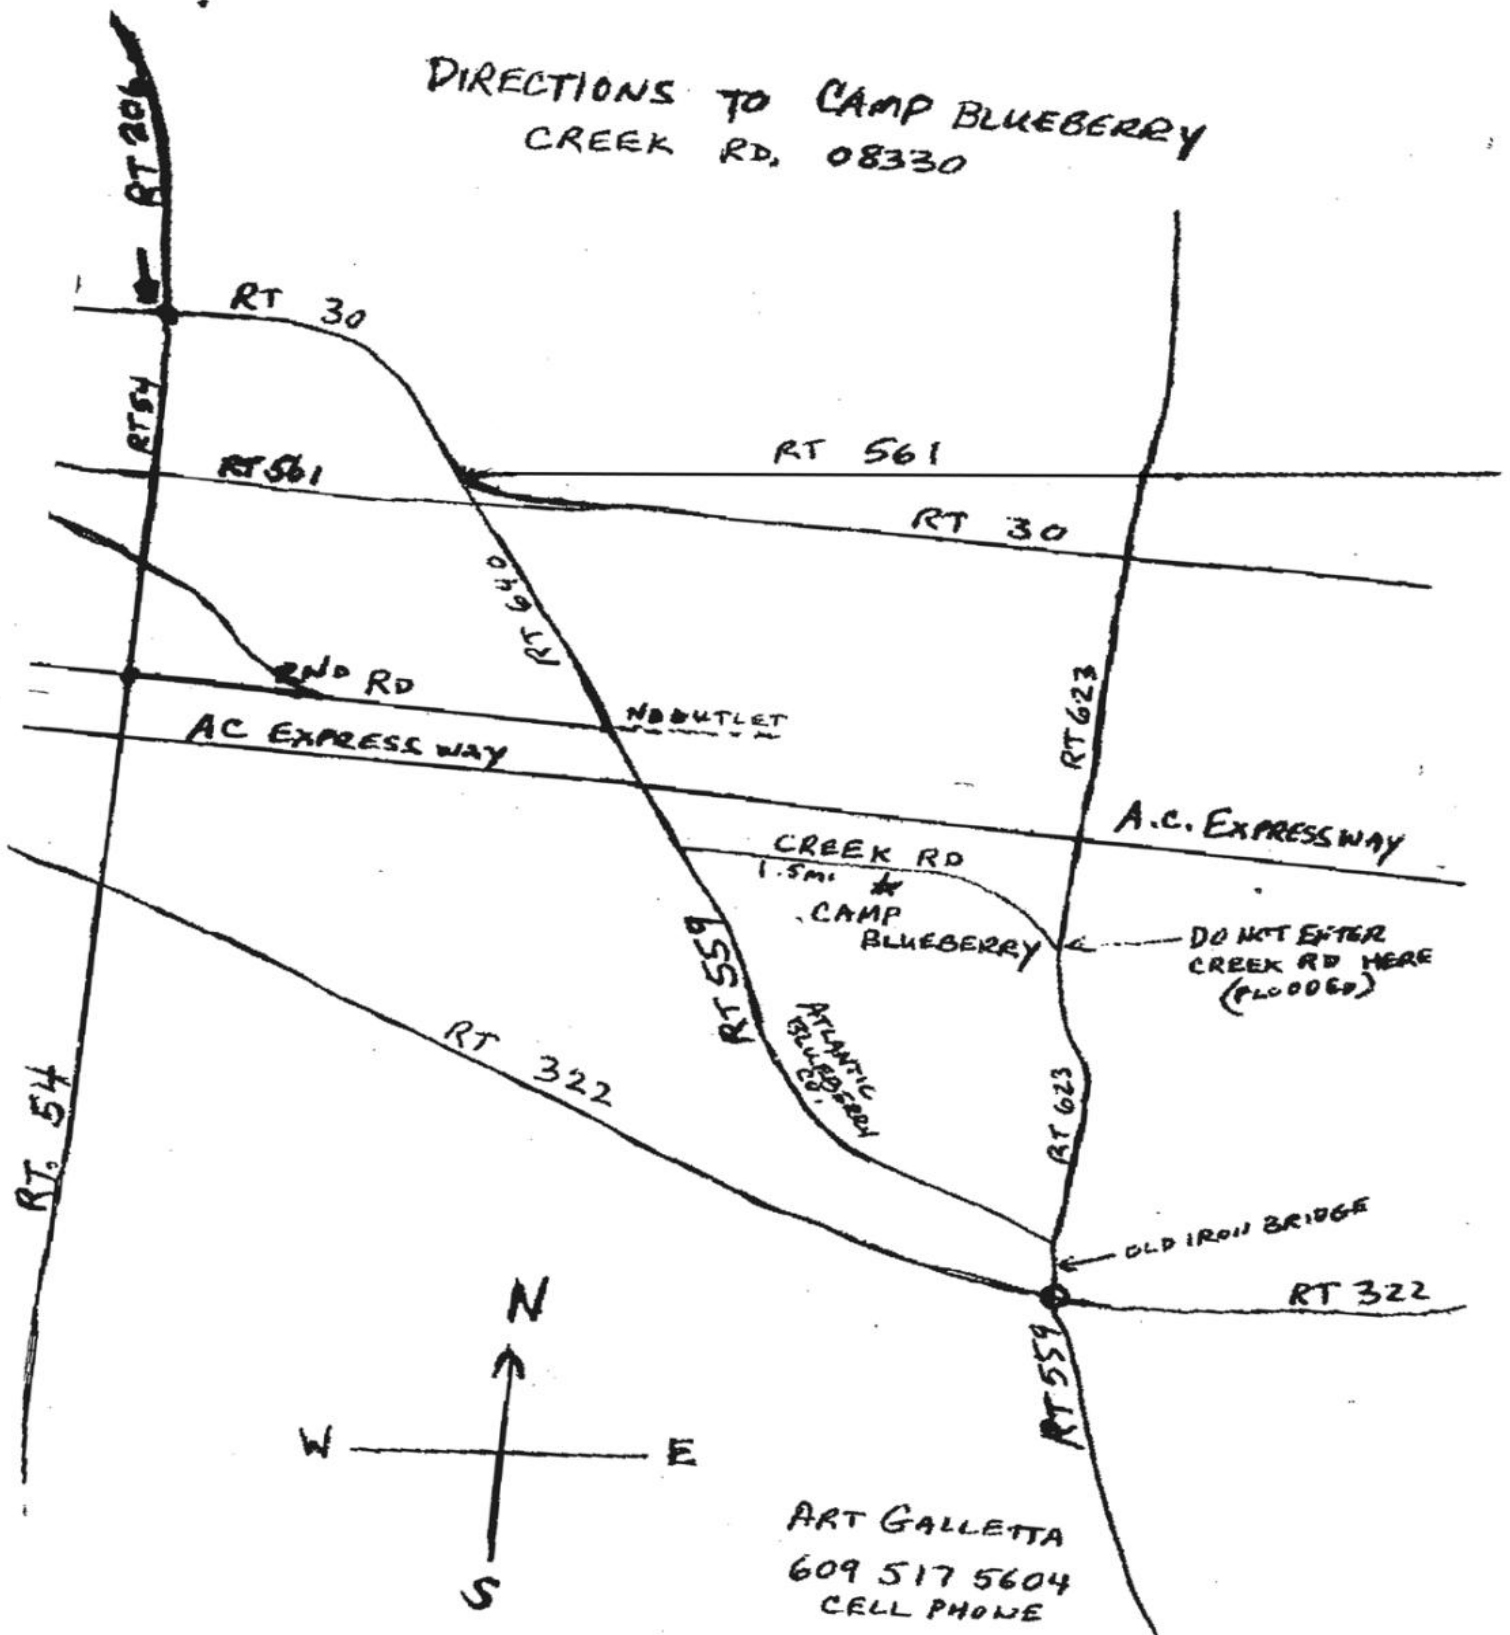 DIRECTIONS TO CAMP BLUEBERRY
CREEK RD. 08330
RT 206
RT 30
RT 54
RT 561
RT 561
RT 30
RT 640
2ND RD
NO OUTLET
AC EXPRESS WAY
RT 623
A.C. EXPRESSWAY
CREEK RD
1.5 MI
CAMP
BLUEBERRY
DO NOT ENTER
CREEK RD HERE
(FLOODED)
RT 559
ATLANTIC
BLUEBERRY
CO.
RT 322
RT 623
RT. 54
OLD IRON BRIDGE
RT 322
RT 559
N
W
E
S
ART GALLETTA
609 517 5604
CELL PHONE